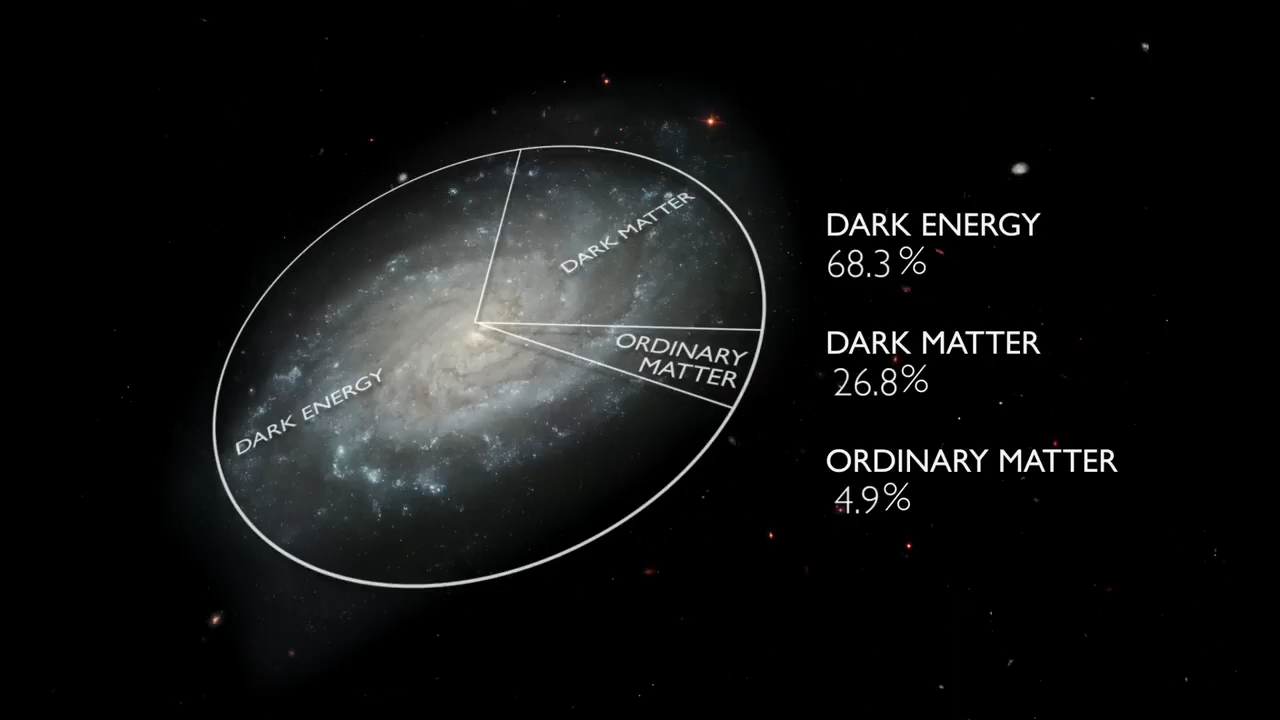 DARK MATTER
ORDINARY
MATTER
DARK ENERGY
DARK ENERGY
68.3%
DARK MATTER
26.8%
ORDINARY MATTER
4.9%